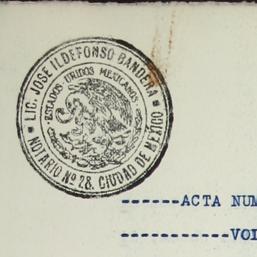 LIC. JOSE ILDEFONSO BANDERA
ESTADOS UNIDOS MEXICANOS
NOTARIO Nº 28. CIUDAD DE MEXICO
------ACTA NUM
-----------VOL